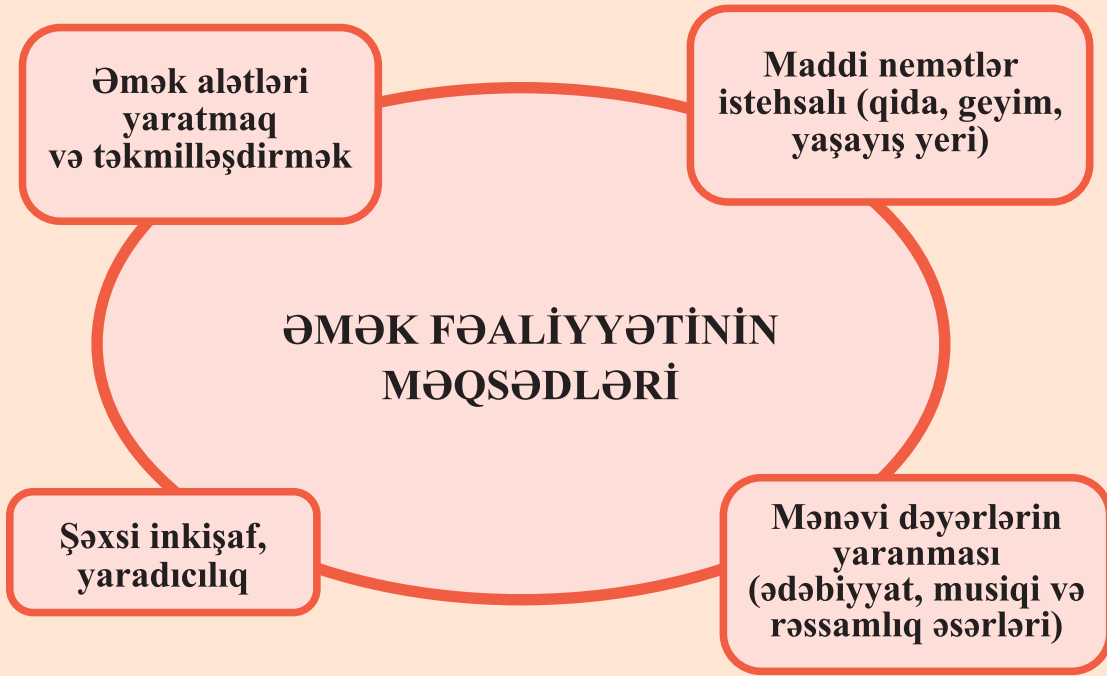 Əmək alətləri
yaratmaq
və təkmilləşdirmək
Maddi nemətlər
istehsalı (qida, geyim,
yaşayış yeri)
ƏMƏK FƏALİYYƏTİNİN
MƏQSƏDLƏRİ
Şəxsi inkişaf,
yaradıcılıq
Mənəvi dəyərlərin
yaranması
(ədəbiyyat, musiqi və
rəssamlıq əsərləri)